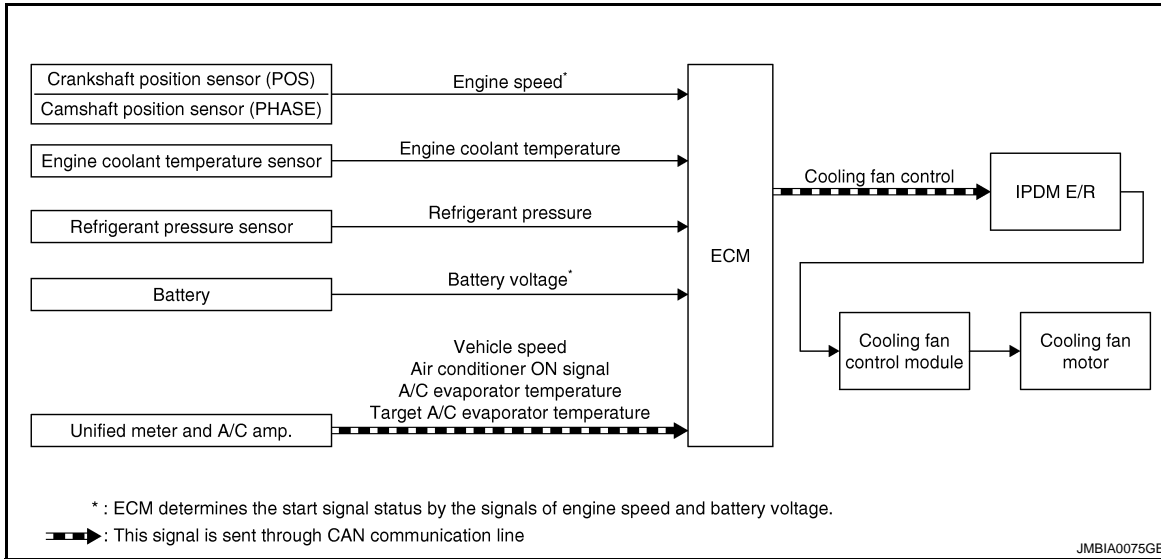 Crankshaft position sensor (POS)
Camshaft position sensor (PHASE)
Engine speed*
Engine coolant temperature sensor
Engine coolant temperature
Refrigerant pressure sensor
Refrigerant pressure
Battery
Battery voltage*
Unified meter and A/C amp.
Vehicle speed
Air conditioner ON signal
A/C evaporator temperature
Target A/C evaporator temperature
ECM
Cooling fan control
IPDM E/R
Cooling fan
control module
Cooling fan
motor
* : ECM determines the start signal status by the signals of engine speed and battery voltage.
: This signal is sent through CAN communication line
JMBIA0075GB